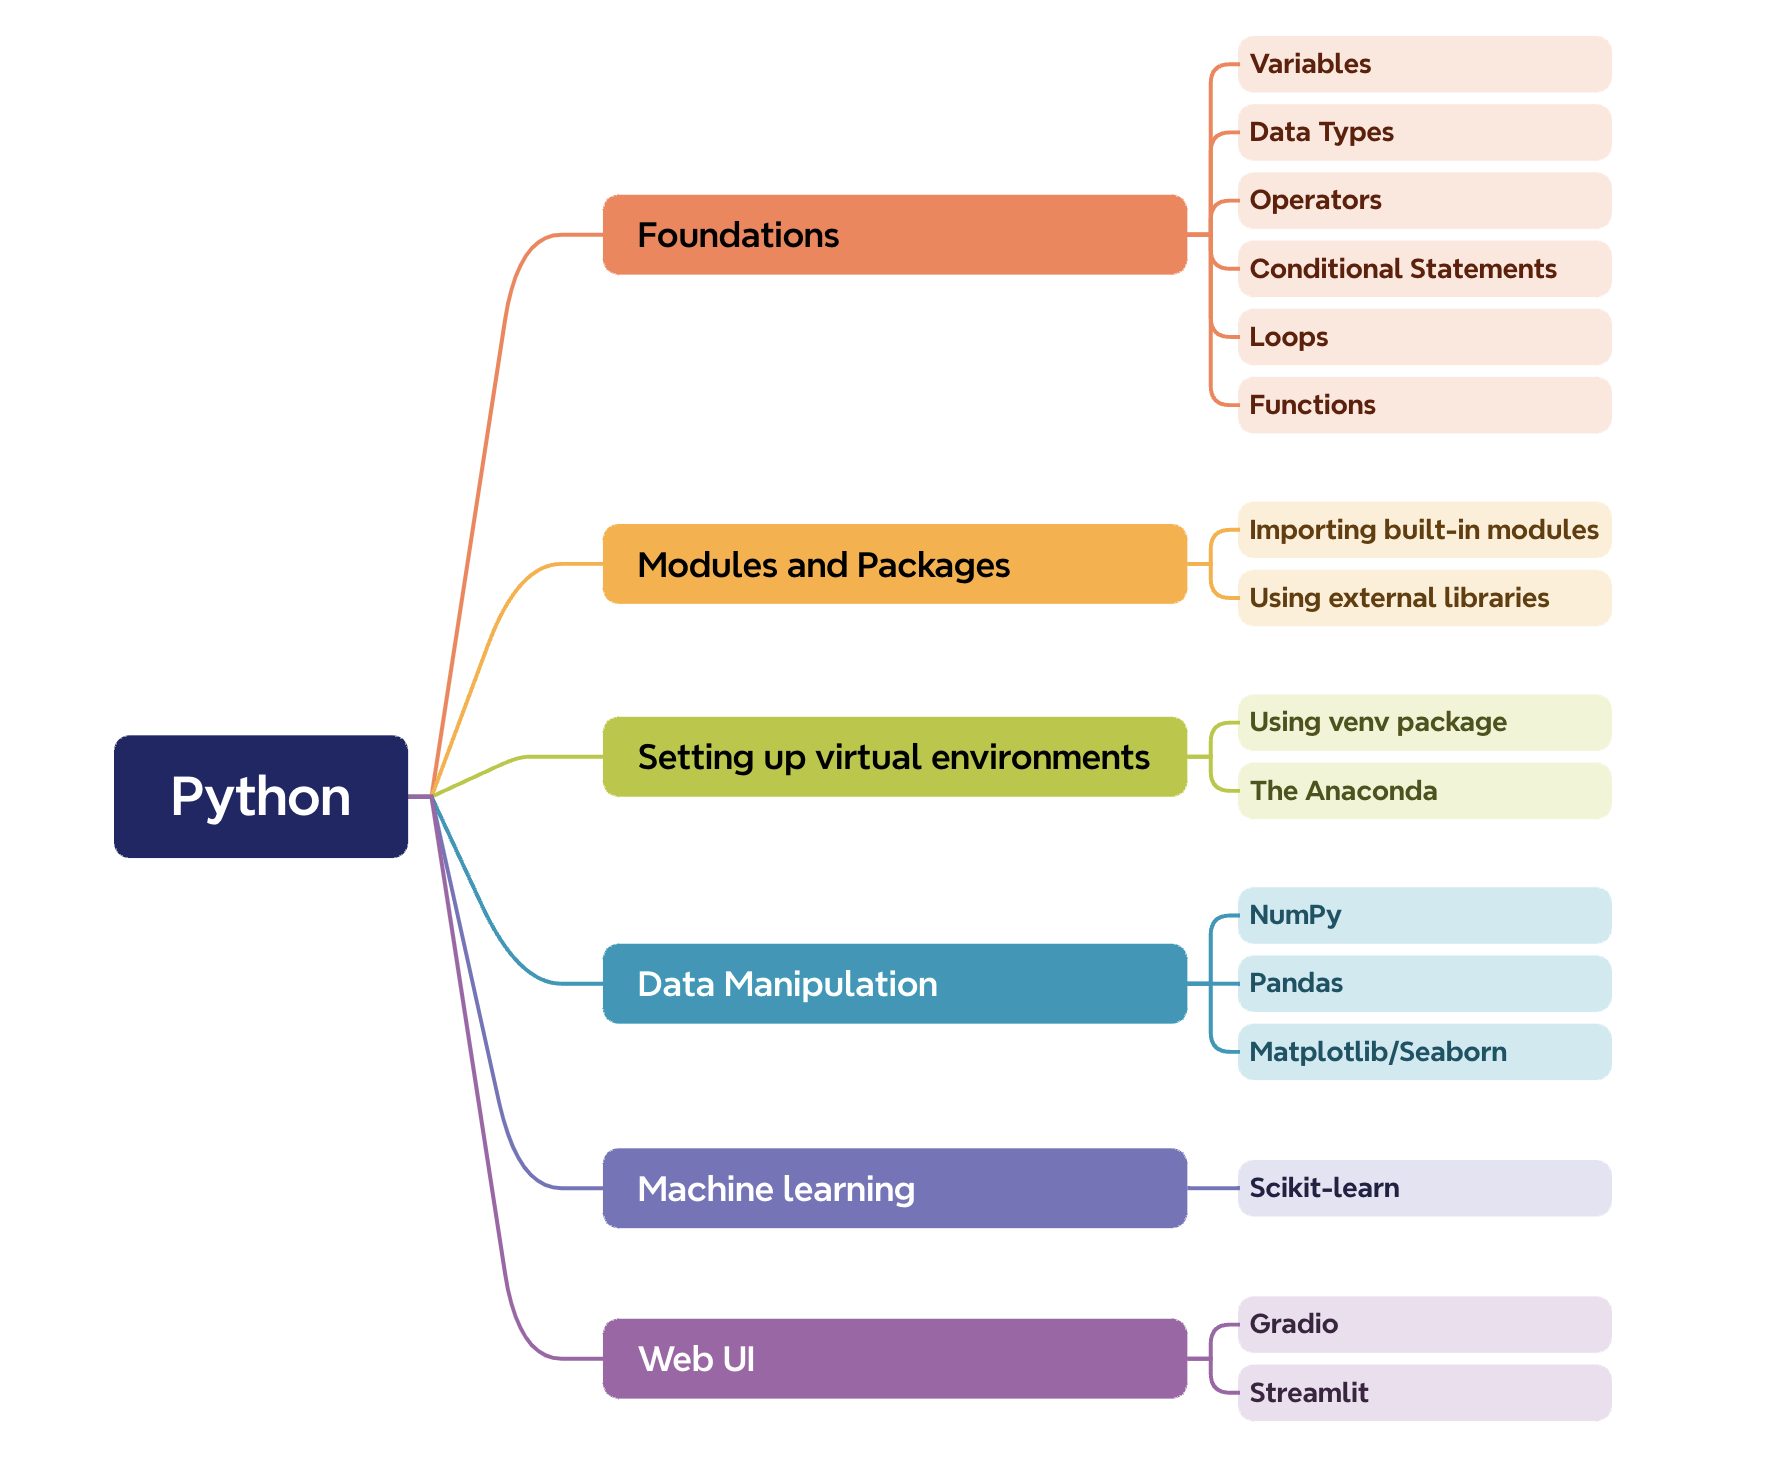 Python
Foundations
Variables
Data Types
Operators
Conditional Statements
Loops
Functions
Modules and Packages
Importing built-in modules
Using external libraries
Setting up virtual environments
Using venv package
The Anaconda
Data Manipulation
NumPy
Pandas
Matplotlib/Seaborn
Machine learning
Scikit-learn
Web UI
Gradio
Streamlit